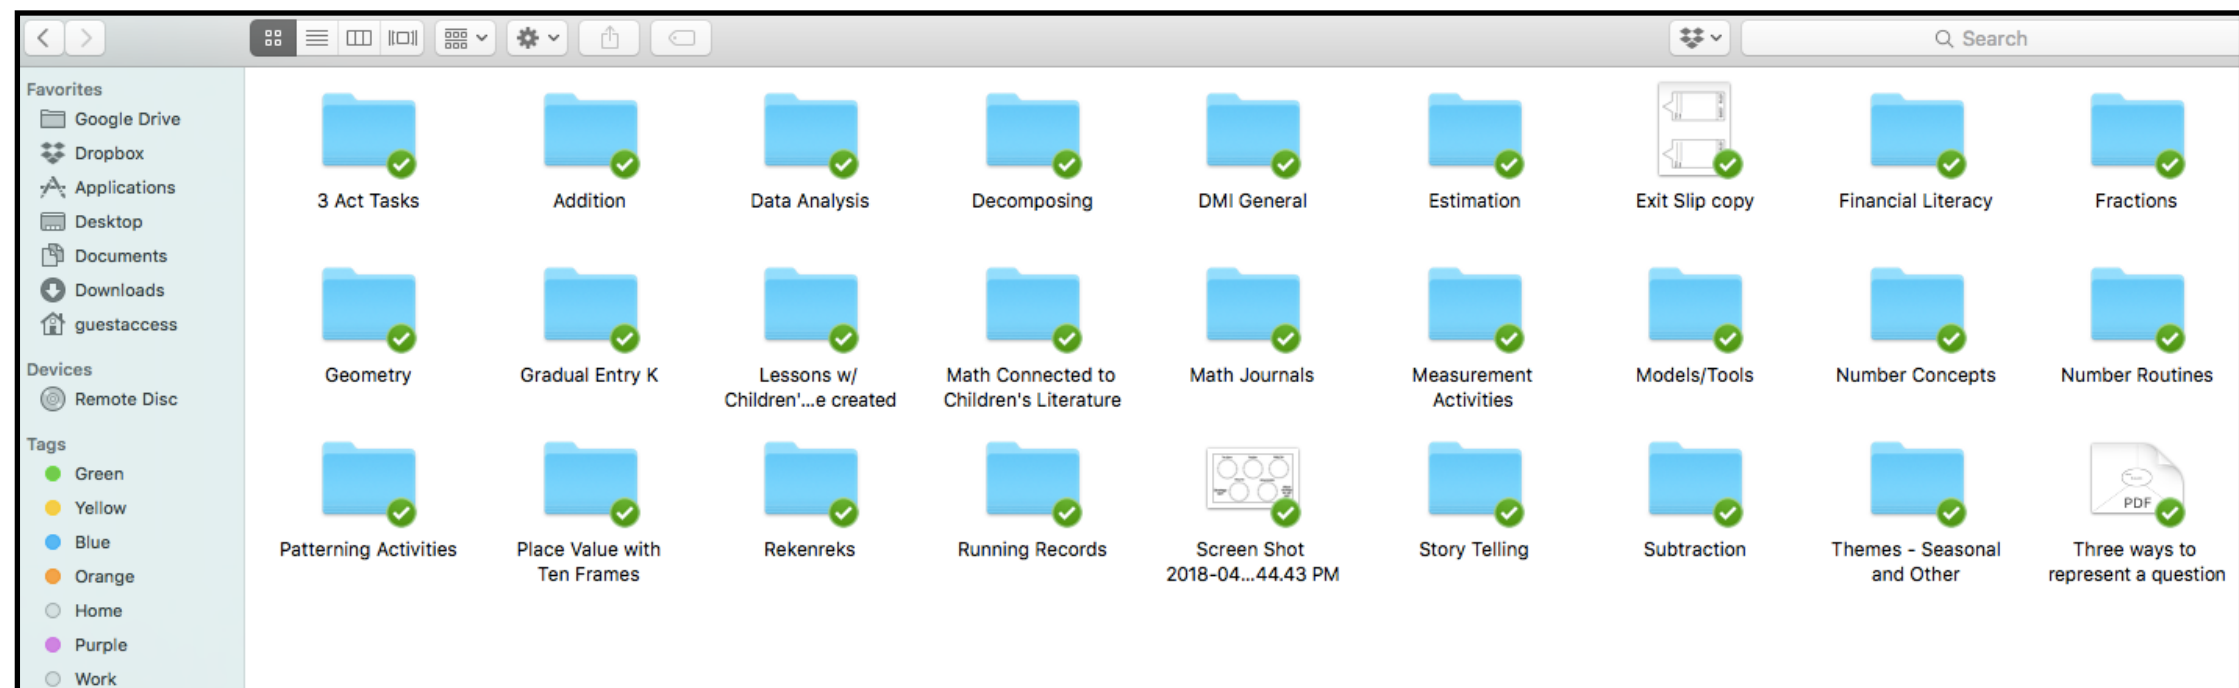 Search
Favorites
Google Drive
Dropbox
Applications
Desktop
Documents
Downloads
guestaccess
Devices
Remote Disc
Tags
Green
Yellow
Blue
Orange
Home
Purple
Work
3 Act Tasks
Addition
Data Analysis
Decomposing
DMI General
Estimation
Exit Slip copy
Financial Literacy
Fractions
Geometry
Gradual Entry K
Lessons w/
Children'...e created
Math Connected to
Children's Literature
Math Journals
Measurement
Activities
Models/Tools
Number Concepts
Number Routines
Patterning Activities
Place Value with
Ten Frames
Rekenreks
Running Records
Screen Shot
2018-04...44.43 PM
Story Telling
Subtraction
Themes - Seasonal
and Other
PDF
Three ways to
represent a question